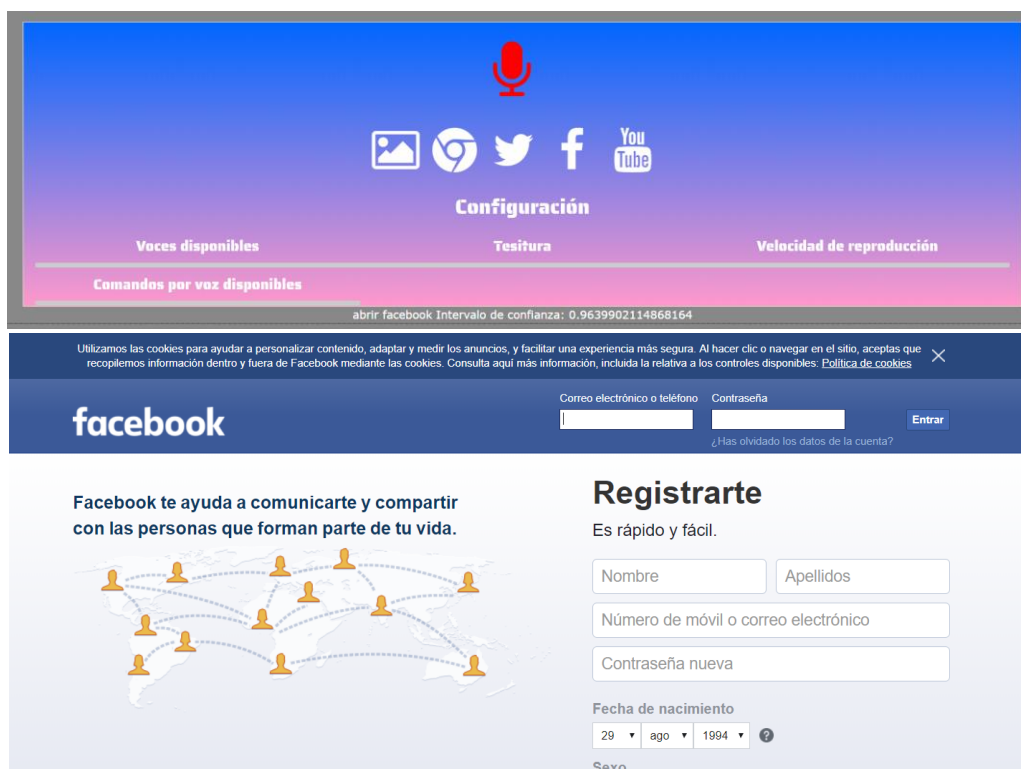 You
Tube
Configuración
Voces disponibles Tesitura Velocidad de reproducción
Comandos por voz disponibles
abrir facebook Intervalo de confianza: 0.9639902114868164
Utilizamos las cookies para ayudar a personalizar contenido, adaptar y medir los anuncios, y facilitar una experiencia más segura. Al hacer clic o navegar en el sitio, aceptas que
recopilemos información dentro y fuera de Facebook mediante las cookies. Consulta aquí más información, incluida la relativa a los controles disponibles: Política de cookies
Correo electrónico o teléfono Contraseña
facebook
Entrar
¿Has olvidado los datos de la cuenta?
Facebook te ayuda a comunicarte y compartir
con las personas que forman parte de tu vida.
Registrarte
Es rápido y fácil.
Nombre Apellidos
Número de móvil o correo electrónico
Contraseña nueva
Fecha de nacimiento
29 ago 1994 ?
Sexo